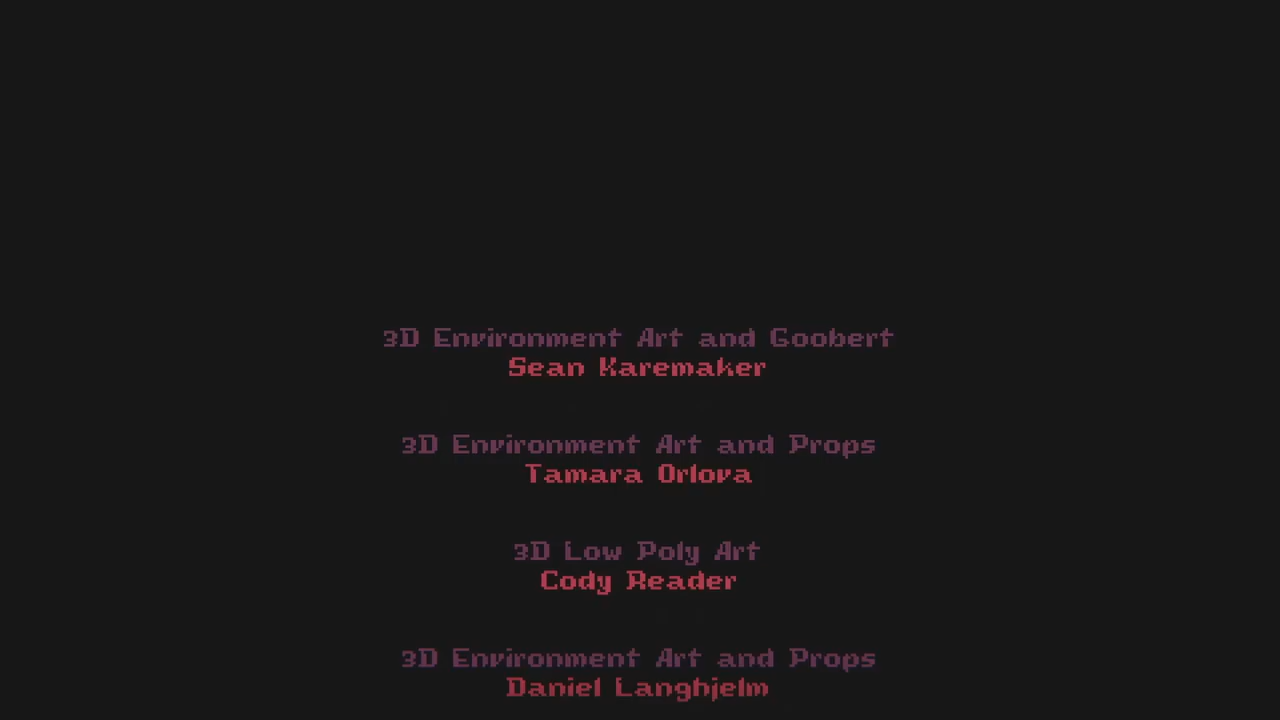 3D Environment Art and Goobert
Sean Karemaker
3D Environment Art and Props
Tamara Orlova
3D Low Poly Art
Cody Reader
3D Environment Art and Props
Daniel Langhjelm